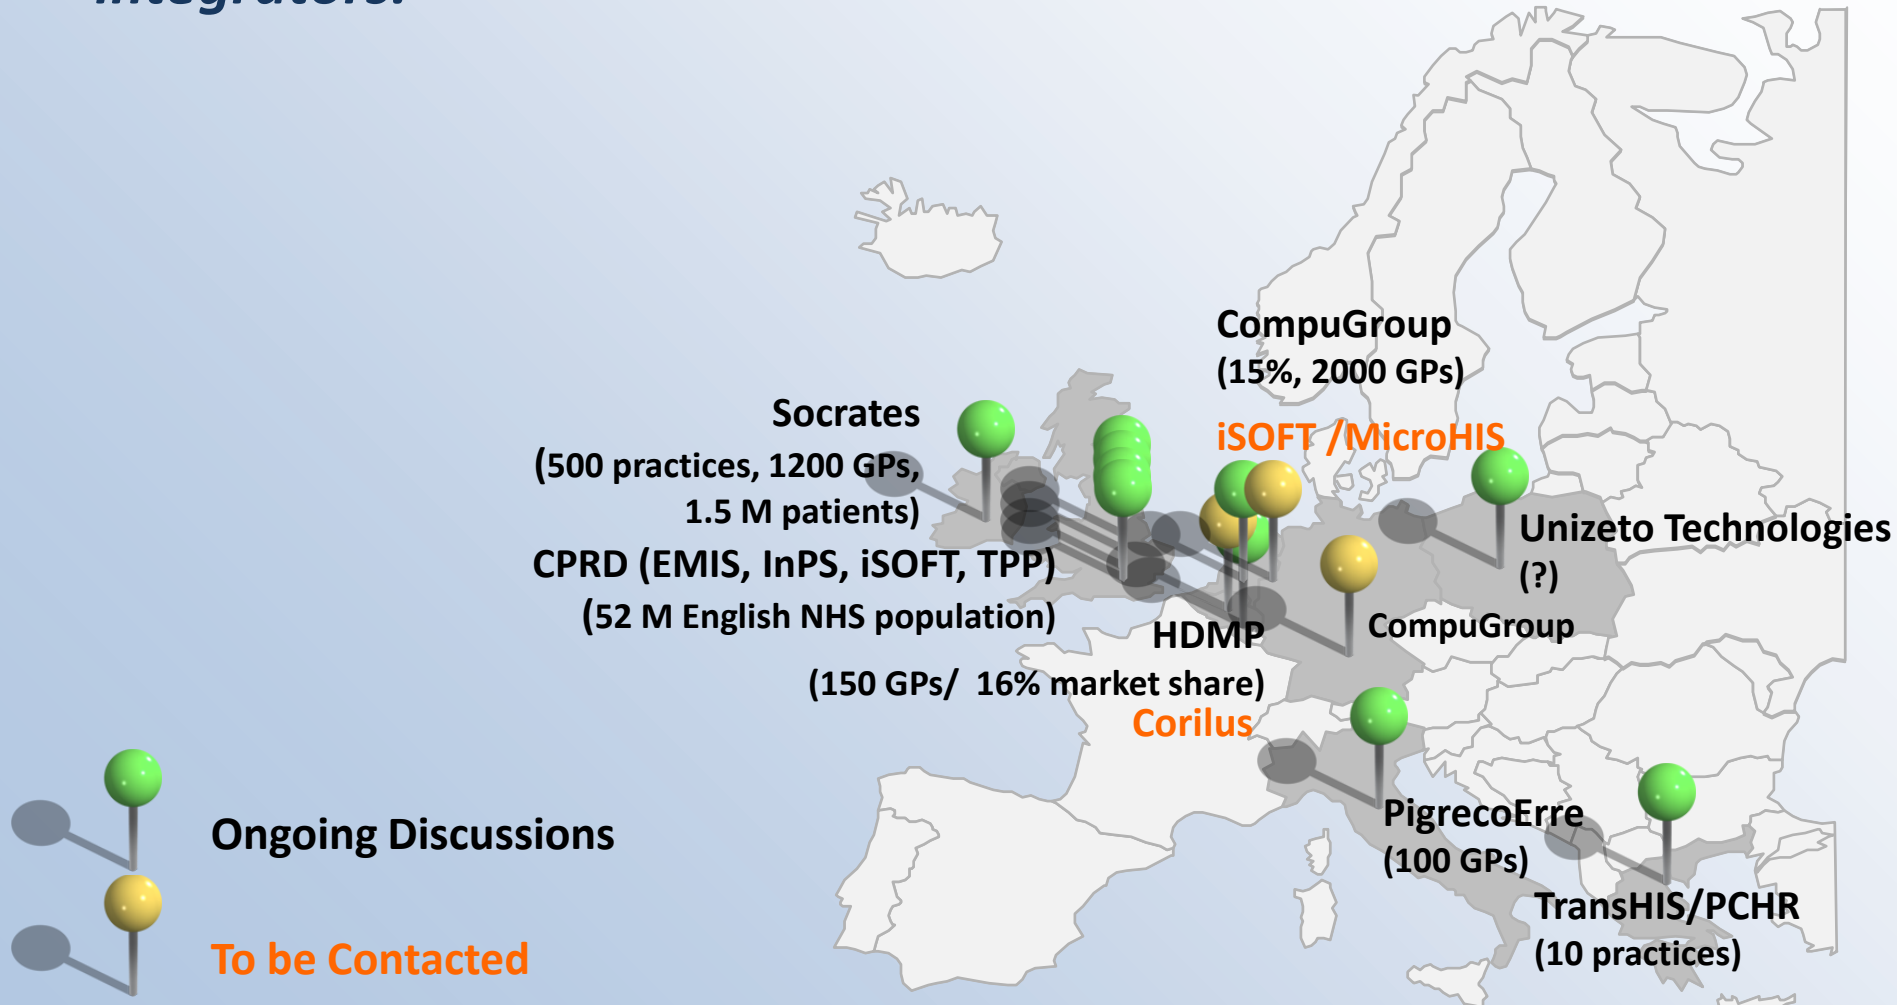 integrators.
CompuGroup
(15%, 2000 GPs)
iSOFT /MicroHIS
Socrates
(500 practices, 1200 GPs,
1.5 M patients)
CPRD (EMIS, InPS, iSOFT, TPP)
(52 M English NHS population)
Unizeto Technologies
(?)
CompuGroup
HDMP
(150 GPs/  16% market share)
Corilus
PigrecoErre
(100 GPs)
TransHIS/PCHR
(10 practices)
Ongoing Discussions
To be Contacted